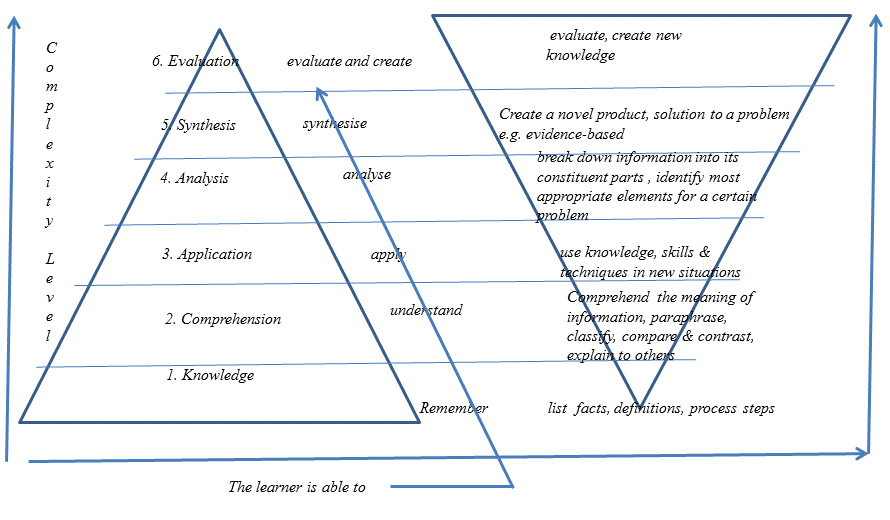 Complexity Level
6. Evaluation
evaluate and create
evaluate, create new
knowledge
5. Synthesis
synthesise
Create a novel product, solution to a problem
e.g. evidence-based
4. Analysis
analyse
break down information into its
constituent parts , identify most
appropriate elements for a certain
problem
3. Application
apply
use knowledge, skills &
techniques in new situations
2. Comprehension
understand
Comprehend the meaning of
information, paraphrase,
classify, compare & contrast,
explain to others
1. Knowledge
Remember
list facts, definitions, process steps
The learner is able to